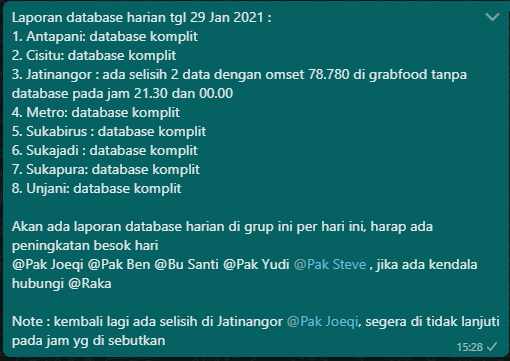 Laporan database harian tgl 29 Jan 2021 :
1. Antapani: database komplit
2. Cisitu: database komplit
3. Jatinangor : ada selisih 2 data dengan omset 78.780 di grabfood tanpa
database pada jam 21.30 dan 00.00
4. Metro: database komplit
5. Sukabirus : database komplit
6. Sukajadi : database komplit
7. Sukapura: database komplit
8. Unjani: database komplit

Akan ada laporan database harian di grup ini per hari ini, harap ada
peningkatan besok hari
@Pak Joeqi @Pak Ben @Bu Santi @Pak Yudi @Pak Steve , jika ada kendala
hubungi @Raka

Note : kembali lagi ada selisih di Jatinangor @Pak Joeqi, segera di tidak lanjuti
pada jam yg di sebutkan
15:28